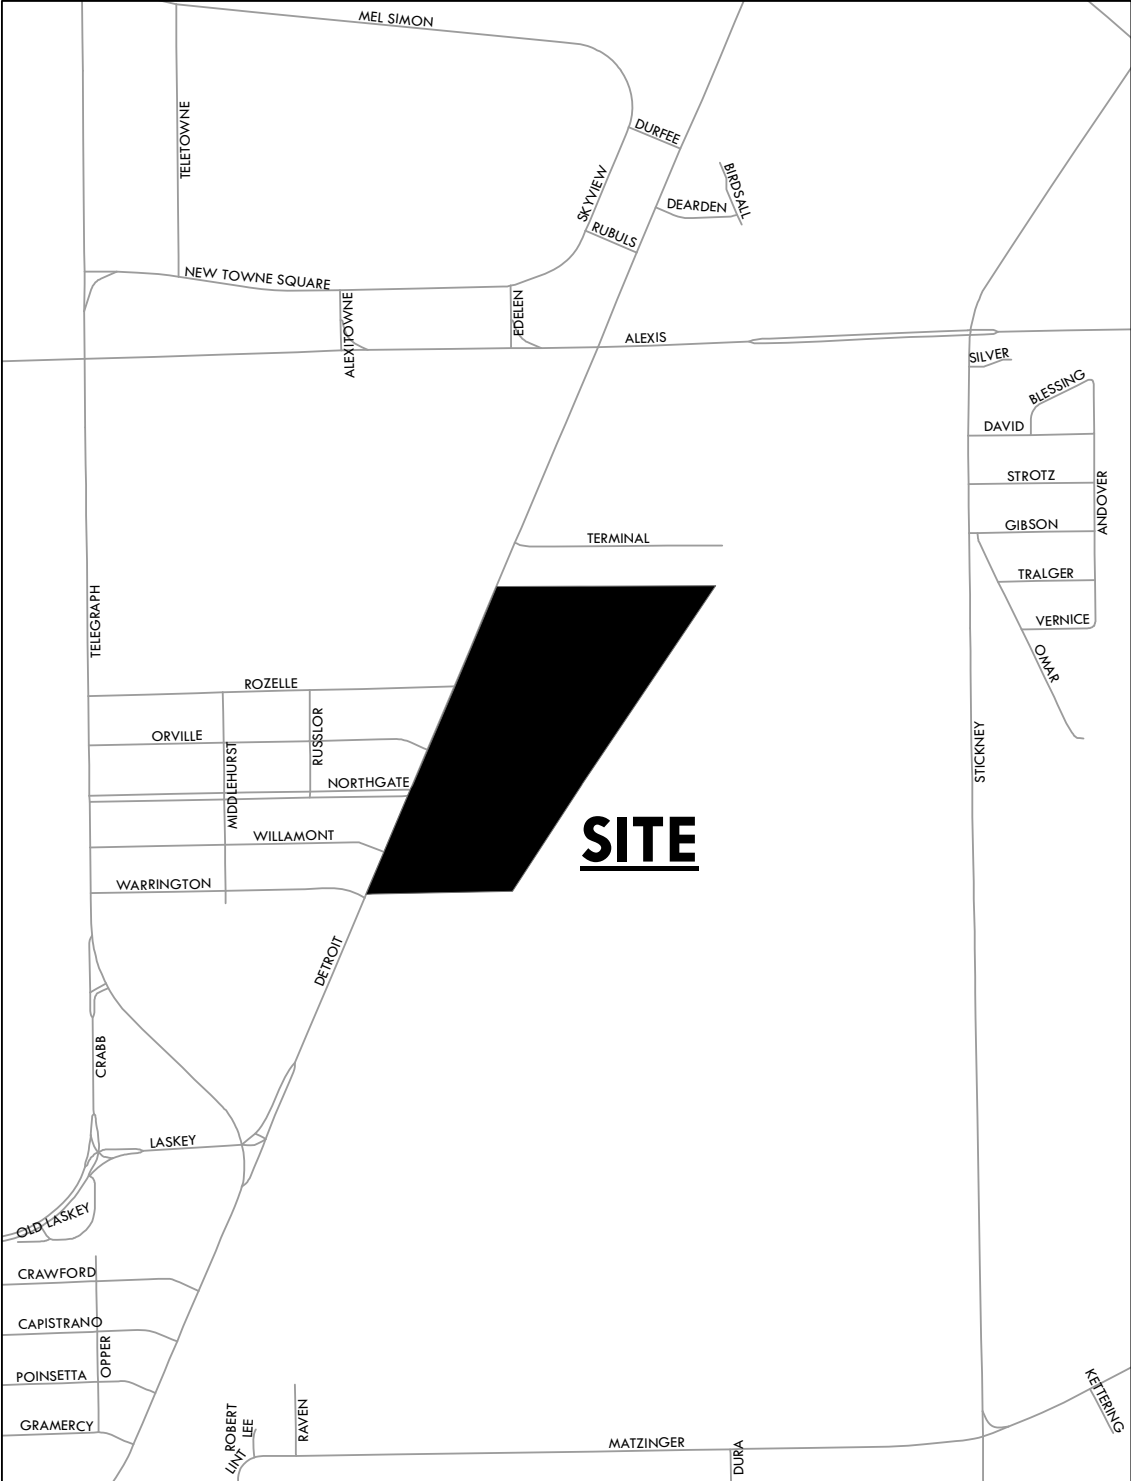 MEL SIMON
TELETOWNE
DURFEE
BIRDSALL
SKYVIEW
DEARDEN
RUBULS
NEW TOWNE SQUARE
ALEXITOWNE
EDELEN
ALEXIS
SILVER
BLESSING
DAVID
STROTZ
ANDOVER
GIBSON
TERMINAL
TRALGER
TELEGRAPH
VERNICE
OMAR
ROZELLE
RUSSLOR
ORVILLE
STICKNEY
MIDDLEHURST
NORTHGATE
WILLAMONT
SITE
WARRINGTON
DETROIT
CRABB
LASKEY
OLD LASKEY
CRAWFORD
CAPISTRANO
OPPER
POINSETTA
KETTERING
GRAMERCY
ROBERT
LEE
RAVEN
LINT
MATZINGER
DURA